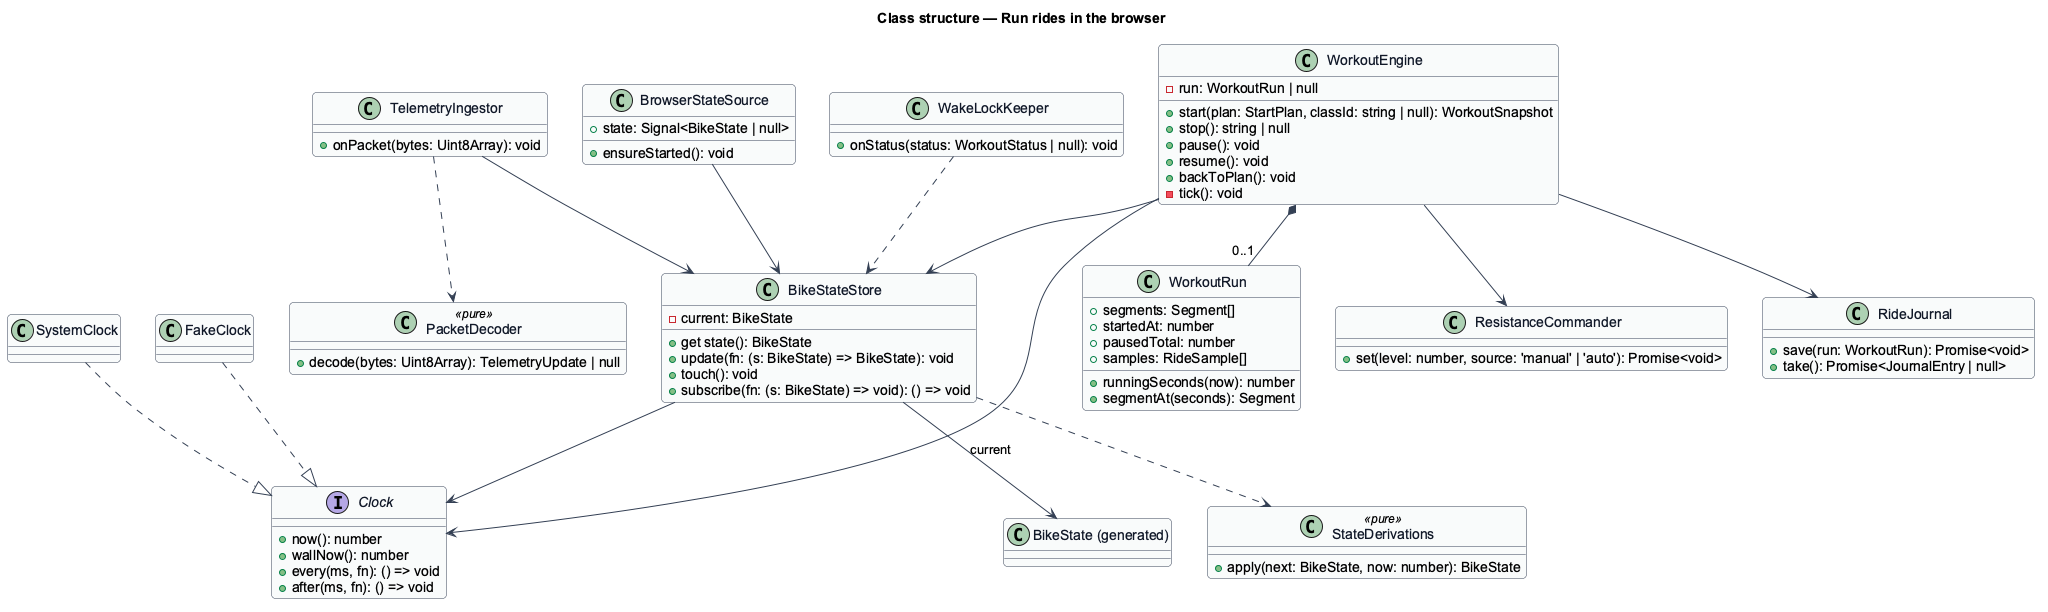 Class structure — Run rides in the browser
C WorkoutEngine
run: WorkoutRun | null
start(plan: StartPlan, classId: string | null): WorkoutSnapshot
stop(): string | null
pause(): void
resume(): void
backToPlan(): void
tick(): void
C TelemetryIngestor
onPacket(bytes: Uint8Array): void
C BrowserStateSource
state: Signal<BikeState | null>
ensureStarted(): void
C WakeLockKeeper
onStatus(status: WorkoutStatus | null): void
0..1
C SystemClock
C FakeClock
C «pure»
PacketDecoder
decode(bytes: Uint8Array): TelemetryUpdate | null
C BikeStateStore
current: BikeState
get state(): BikeState
update(fn: (s: BikeState) => BikeState): void
touch(): void
subscribe(fn: (s: BikeState) => void): () => void
C WorkoutRun
segments: Segment[]
startedAt: number
pausedTotal: number
samples: RideSample[]
runningSeconds(now): number
segmentAt(seconds): Segment
C ResistanceCommander
set(level: number, source: 'manual' | 'auto'): Promise<void>
C RideJournal
save(run: WorkoutRun): Promise<void>
take(): Promise<JournalEntry | null>
current
I Clock
now(): number
wallNow(): number
every(ms, fn): () => void
after(ms, fn): () => void
C BikeState (generated)
C «pure»
StateDerivations
apply(next: BikeState, now: number): BikeState